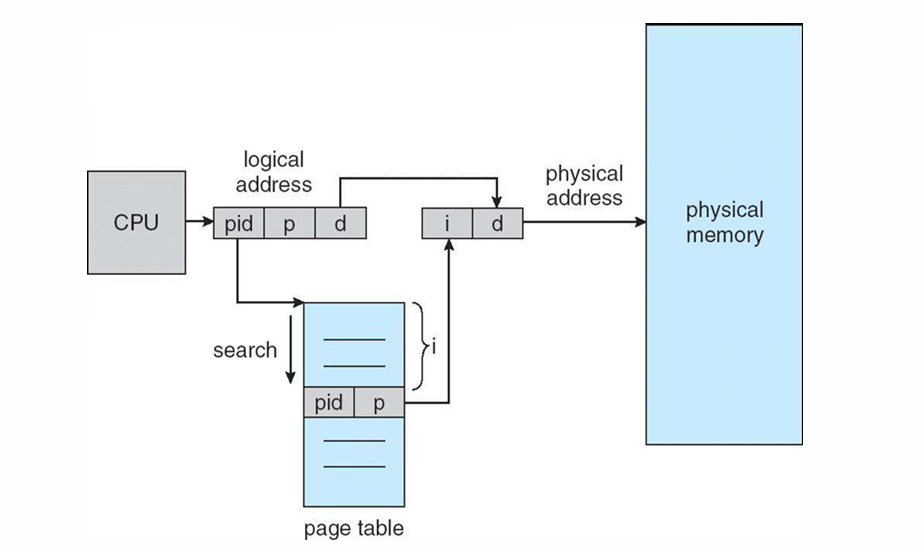 logical
address
physical
address
CPU
pid p d
i d
physical
memory
search
i
pid p
page table